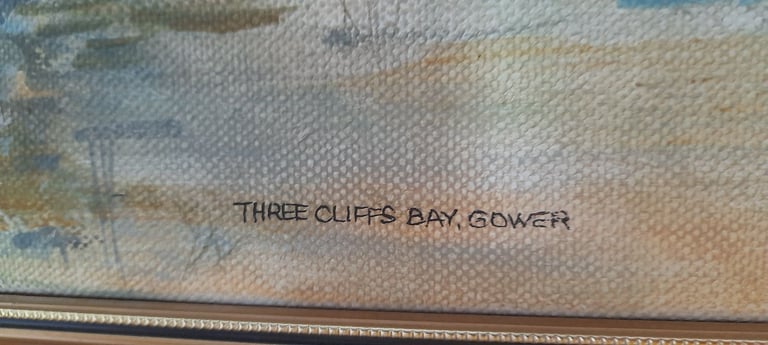 THREE CLIFFS BAY, GOWER